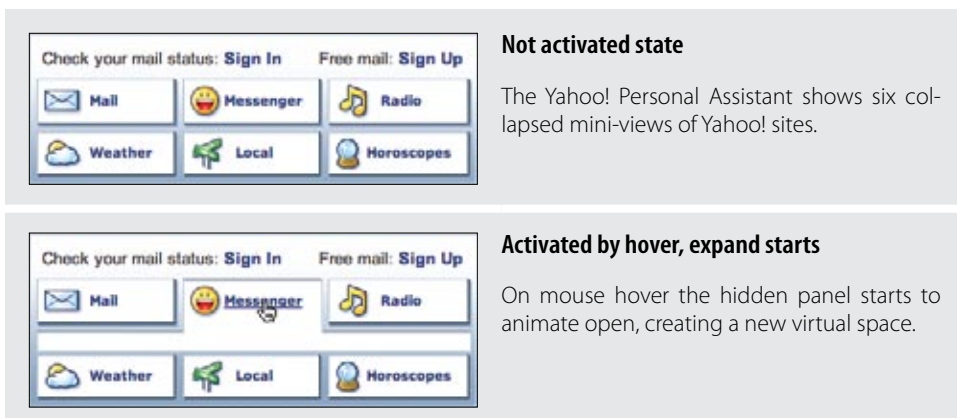 Check your mail status: Sign In Free mail: Sign Up
Mail Messenger Radio
Weather Local Horoscopes
Not activated state
The Yahoo! Personal Assistant shows six col-
lapsed mini-views of Yahoo! sites.
Check your mail status: Sign In Free mail: Sign Up
Mail Messenger Radio
Weather Local Horoscopes
Activated by hover, expand starts
On mouse hover the hidden panel starts to
animate open, creating a new virtual space.